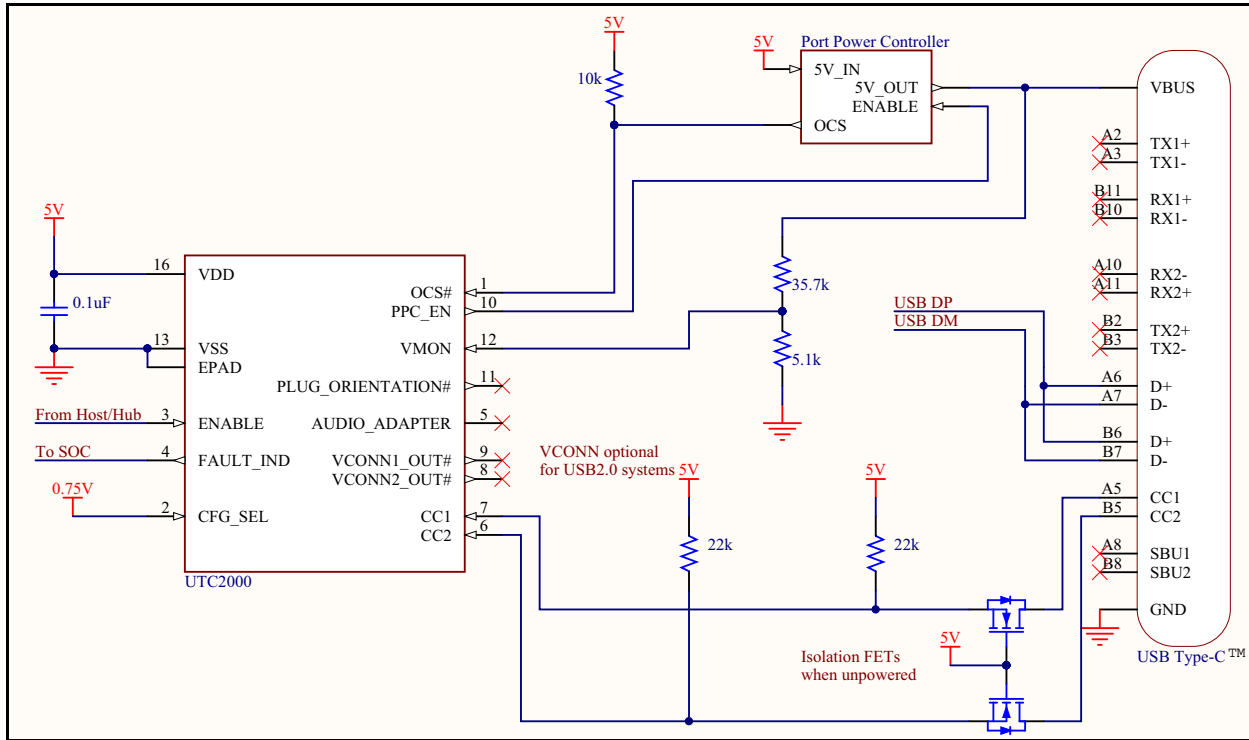 5V
Port Power Controller
5V
10k
5V_IN
5V_OUT
ENABLE
OCS
VBUS
A2
TX1+
A3
TX1-
B11
RX1+
B10
RX1-
A10
RX2-
A11
RX2+
B2
TX2+
B3
TX2-
A6
D+
A7
D-
B6
D+
B7
D-
A5
CC1
B5
CC2
A8
SBU1
B8
SBU2
GND
USB Type-C™
5V
0.1uF
16
VDD
13
VSS
EPAD
From Host/Hub
3
ENABLE
To SOC
4
FAULT_IND
0.75V
2
CFG_SEL
OCS#
1
PPC_EN
10
VMON
12
PLUG_ORIENTATION#
11
AUDIO_ADAPTER
5
VCONN1_OUT#
9
VCONN2_OUT#
8
CC1
7
CC2
6
UTC2000
35.7k
5.1k
USB DP
USB DM
VCONN optional
for USB2.0 systems
5V
22k
5V
22k
5V
Isolation FETs
when unpowered